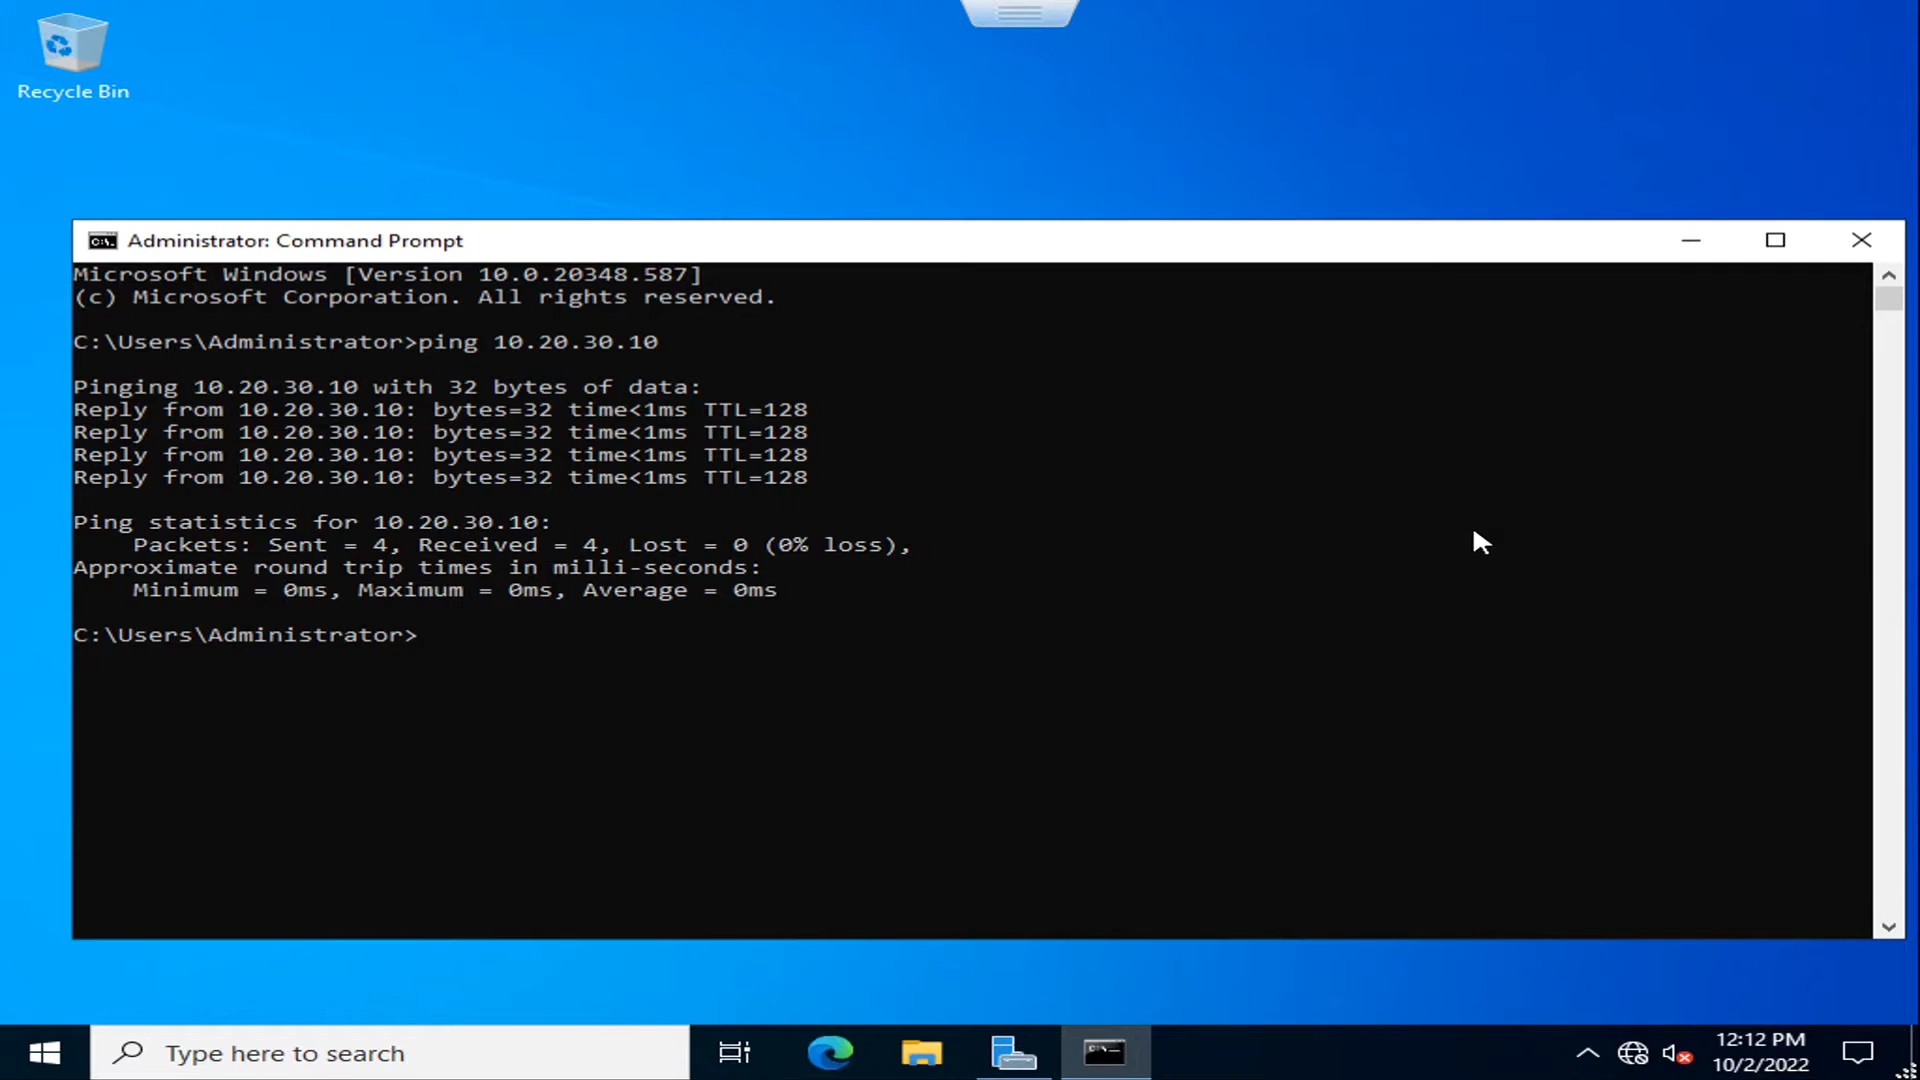 Recycle Bin
Administrator: Command Prompt
Microsoft Windows [Version 10.0.20348.587]
(c) Microsoft Corporation. All rights reserved.
C:\Users\Administrator>ping 10.20.30.10
Pinging 10.20.30.10 with 32 bytes of data:
Reply from 10.20.30.10: bytes=32 time<1ms TTL=128
Reply from 10.20.30.10: bytes=32 time<1ms TTL=128
Reply from 10.20.30.10: bytes=32 time<1ms TTL=128
Reply from 10.20.30.10: bytes=32 time<1ms TTL=128
Ping statistics for 10.20.30.10:
    Packets: Sent = 4, Received = 4, Lost = 0 (0% loss),
Approximate round trip times in milli-seconds:
    Minimum = 0ms, Maximum = 0ms, Average = 0ms
C:\Users\Administrator>
Type here to search
12:12 PM
10/2/2022